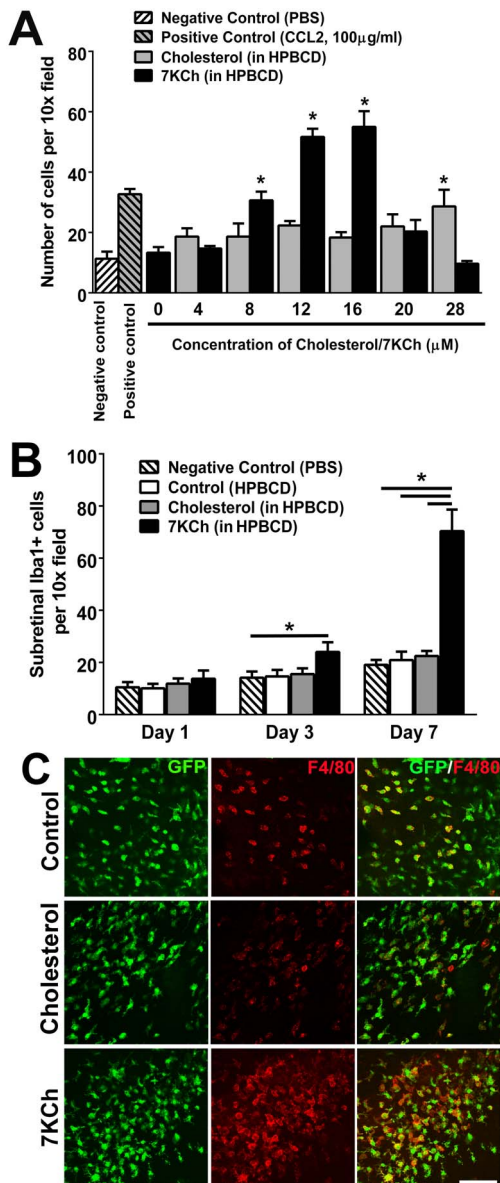 A
Negative Control (PBS)
Positive Control (CCL2, 100μg/ml)
Cholesterol (in HPBCD)
7KCh (in HPBCD)
Number of cells per 10x field
80
60
40
20
0
* * * *
Negative control
Positive control
0 4 8 12 16 20 28
Concentration of Cholesterol/7KCh (μM)
B
Negative Control (PBS)
Control (HPBCD)
Cholesterol (in HPBCD)
7KCh (in HPBCD)
Subretinal Iba1+ cells
per 10x field
100
80
60
40
20
0
* *
Day 1 Day 3 Day 7
C
GFP F4/80 GFP/F4/80
Control
Cholesterol
7KCh